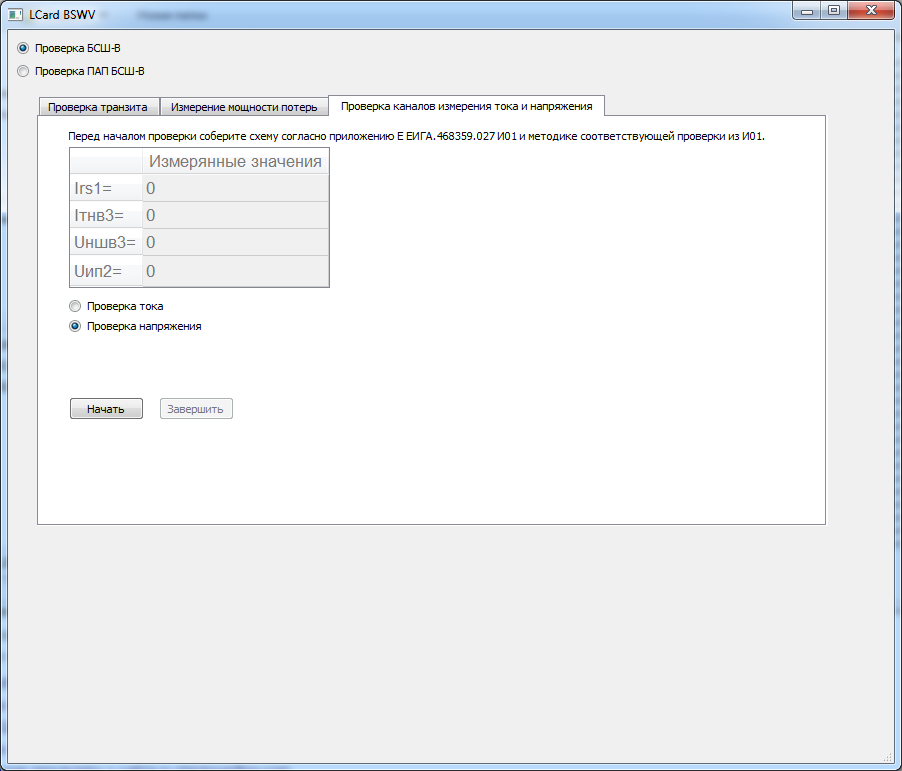 LCard BSWV
Проверка БСШ-В
Проверка ПАП БСШ-В
Проверка транзита
Измерение мощности потерь
Проверка каналов измерения тока и напряжения
Перед началом проверки соберите схему согласно приложению Е ЕИГА.468359.027 И01 и методике соответствующей проверки из И01.
Измерянные значения
Irs1= 0
Iтнв3= 0
Uншв3= 0
Uип2= 0
Проверка тока
Проверка напряжения
Начать
Завершить